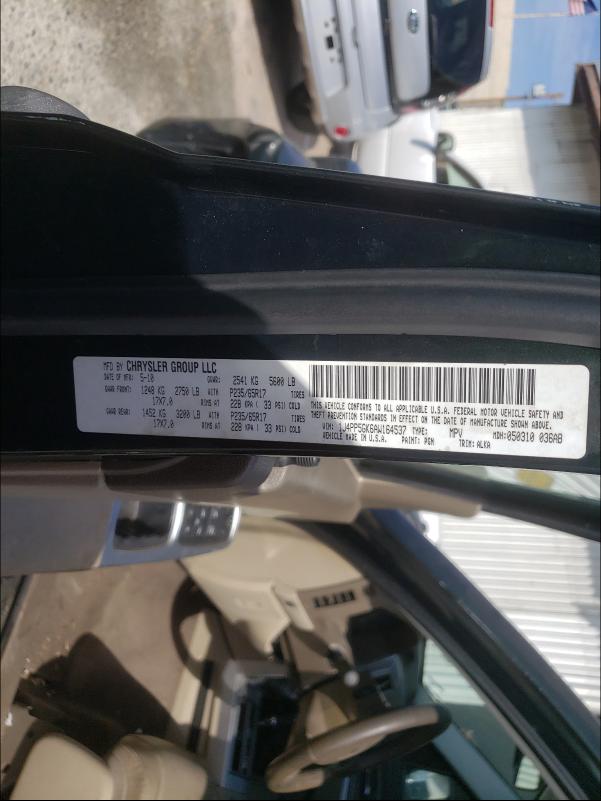 MFD BY CHRYSLER GROUP LLC
DATE OF MFR: 5-10 GVWR: 2541 KG 5600 LB
GAWR FRONT: 1248 KG 2750 LB WITH P235/65R17 TIRES
17X7.0 RIMS AT 228 KPA ( 33 PSI) COLD
GAWR REAR: 1452 KG 3200 LB WITH P235/65R17 TIRES
17X7.0 RIMS AT 228 KPA ( 33 PSI) COLD
THIS VEHICLE CONFORMS TO ALL APPLICABLE U.S.A. FEDERAL MOTOR VEHICLE SAFETY AND
THEFT PREVENTION STANDARDS IN EFFECT ON THE DATE OF MANUFACTURE SHOWN ABOVE.
VIN: 1J4PP5GK6AW164537 TYPE: MPV MDH:050310 036AB
VEHICLE MADE IN U.S.A. PAINT: PGN TRIM: ALKA